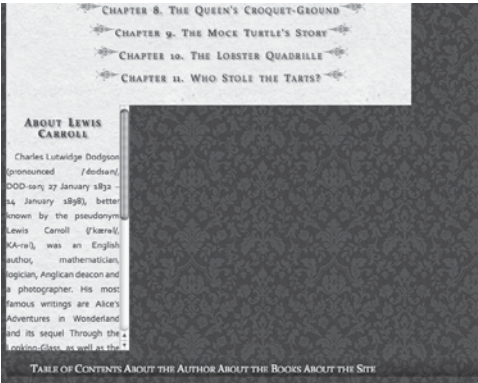 Chapter 8. The Queen's Croquet-Ground
Chapter 9. The Mock Turtle's Story
Chapter 10. The Lobster Quadrille
Chapter 11. Who Stole the Tarts?
About Lewis
Carroll
Charles Lutwidge Dodgson
(pronounced /ˈdɒdsən/,
DOD-sən; 27 January 1832 –
14 January 1898), better
known by the pseudonym
Lewis Carroll (/ˈkærəl/,
KA-rəl), was an English
author, mathematician,
logician, Anglican deacon and
a photographer. His most
famous writings are Alice's
Adventures in Wonderland
and its sequel Through the
Looking-Glass, as well as the
Table of Contents About the Author About the Books About the Site